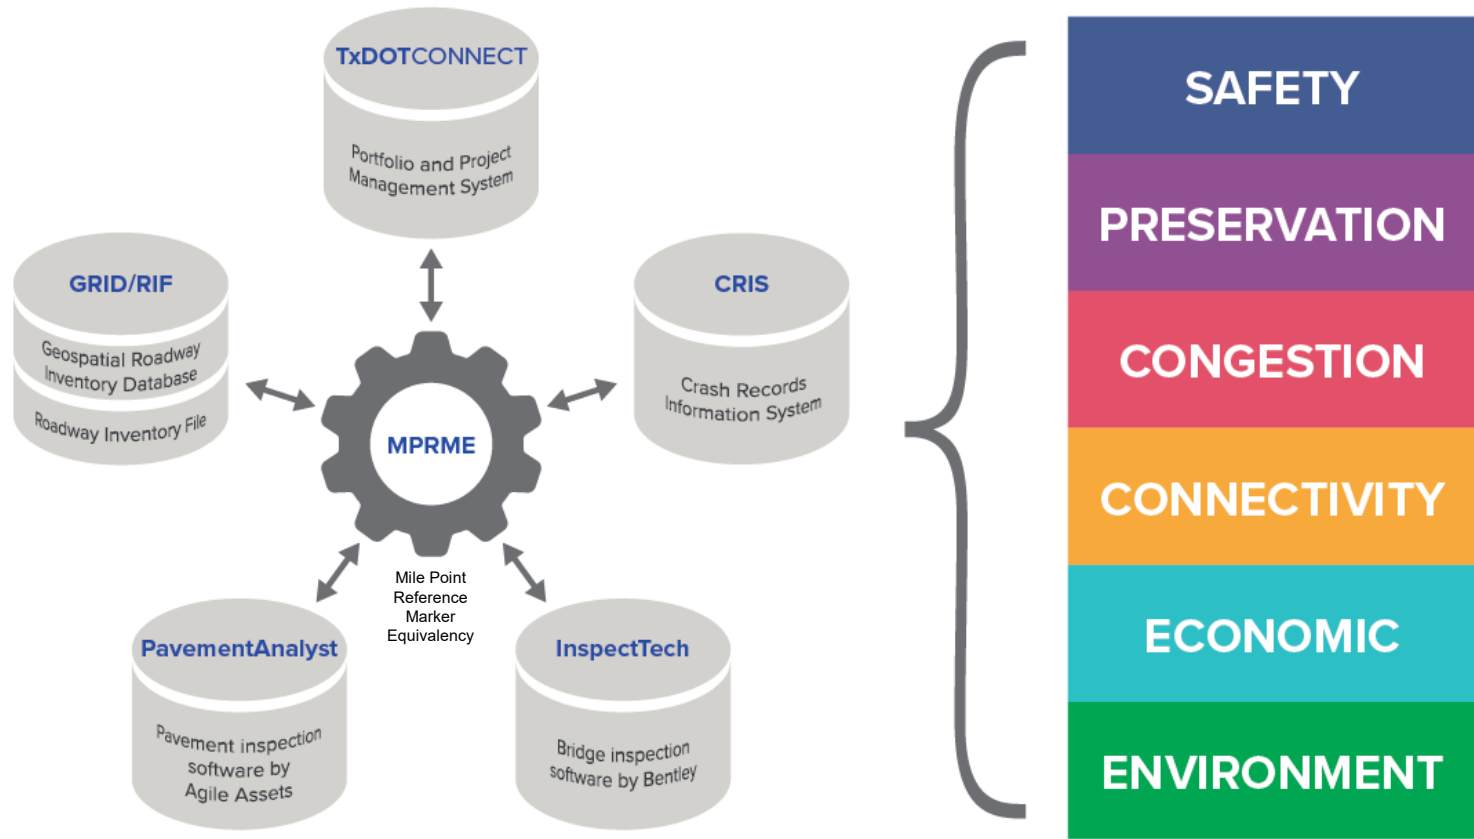 TxDOTCONNECT
Portfolio and Project
Management System
GRID/RIF
Geospatial Roadway
Inventory Database
Roadway Inventory File
CRIS
Crash Records
Information System
MPRME
Mile Point
Reference
Marker
Equivalency
PavementAnalyst
Pavement inspection
software by
Agile Assets
InspectTech
Bridge inspection
software by Bentley
SAFETY
PRESERVATION
CONGESTION
CONNECTIVITY
ECONOMIC
ENVIRONMENT